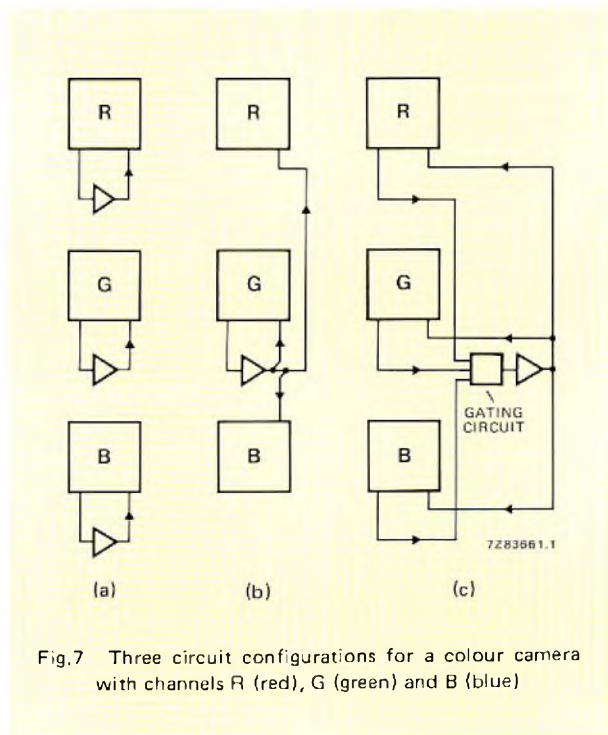 R
R
R
G
G
G
GATING
CIRCUIT
B
B
B
7Z83661.1
(a)
(b)
(c)
Fig.7 Three circuit configurations for a colour camera
with channels R (red), G (green) and B (blue)